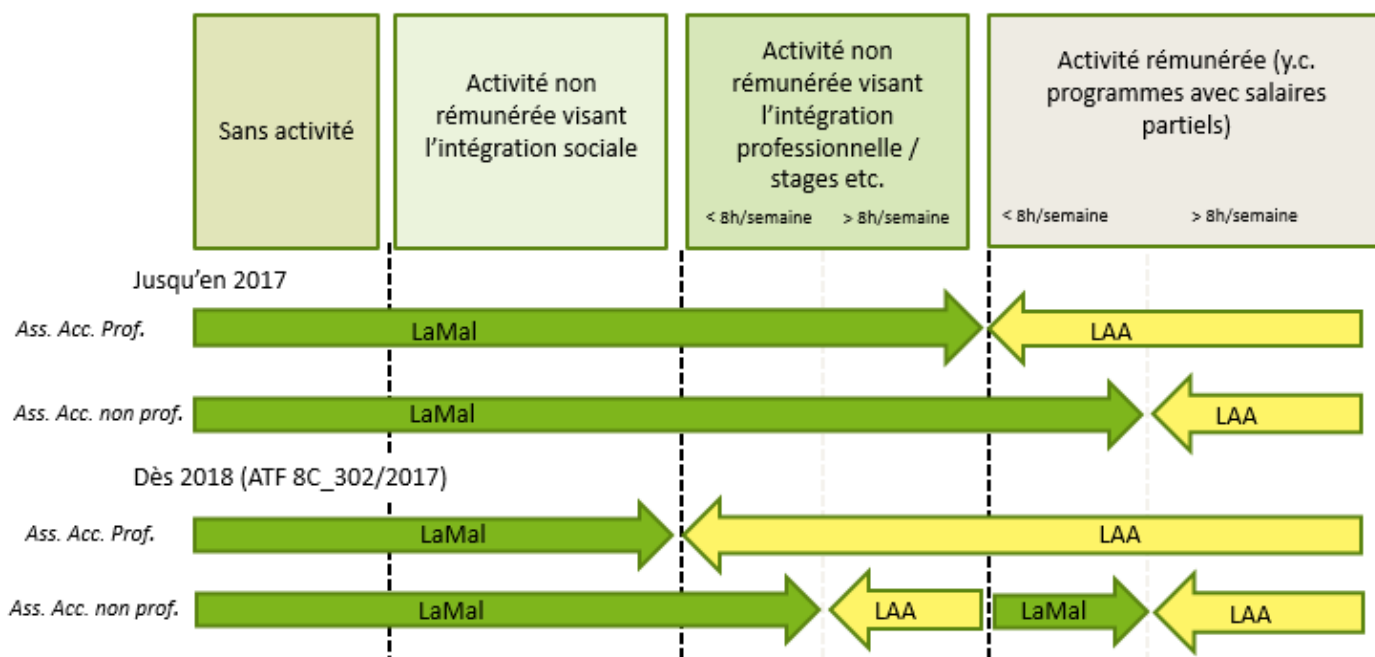 Sans activité
Activité non
rémunérée visant
l'intégration sociale
Activité non
rémunérée visant
l'intégration
professionnelle /
stages etc.
< 8h/semaine > 8h/semaine
Activité rémunérée (y.c.
programmes avec salaires
partiels)
< 8h/semaine > 8h/semaine
Jusqu'en 2017
Ass. Acc. Prof. LaMal LAA
Ass. Acc. non prof. LaMal LAA
Dès 2018 (ATF 8C_302/2017)
Ass. Acc. Prof. LaMal LAA
Ass. Acc. non prof. LaMal LAA LaMal LAA